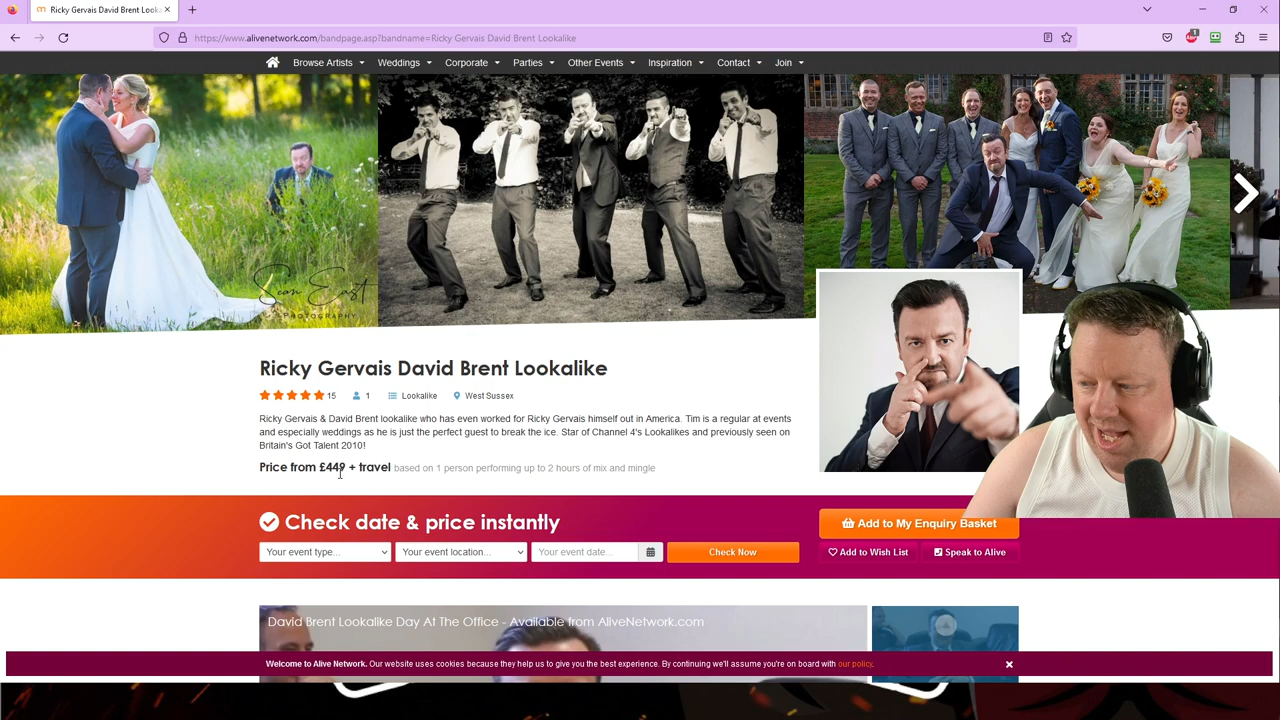 Ricky Gervais David Brent Looka
https://www.alivenetwork.com/bandpage.asp?bandname=Ricky Gervais David Brent Lookalike
Browse Artists Weddings Corporate Parties Other Events Inspiration Contact Join
Sean East
PHOTOGRAPHY
Ricky Gervais David Brent Lookalike
15 1 Lookalike West Sussex
Ricky Gervais & David Brent lookalike who has even worked for Ricky Gervais himself out in America. Tim is a regular at events
and especially weddings as he is just the perfect guest to break the ice. Star of Channel 4's Lookalikes and previously seen on
Britain's Got Talent 2010!
Price from £449 + travel based on 1 person performing up to 2 hours of mix and mingle
Check date & price instantly
Add to My Enquiry Basket
Your event type... Your event location... Your event date... Check Now
Add to Wish List Speak to Alive
David Brent Lookalike Day At The Office - Available from AliveNetwork.com
Welcome to Alive Network. Our website uses cookies because they help us to give you the best experience. By continuing we'll assume you're on board with our policy.